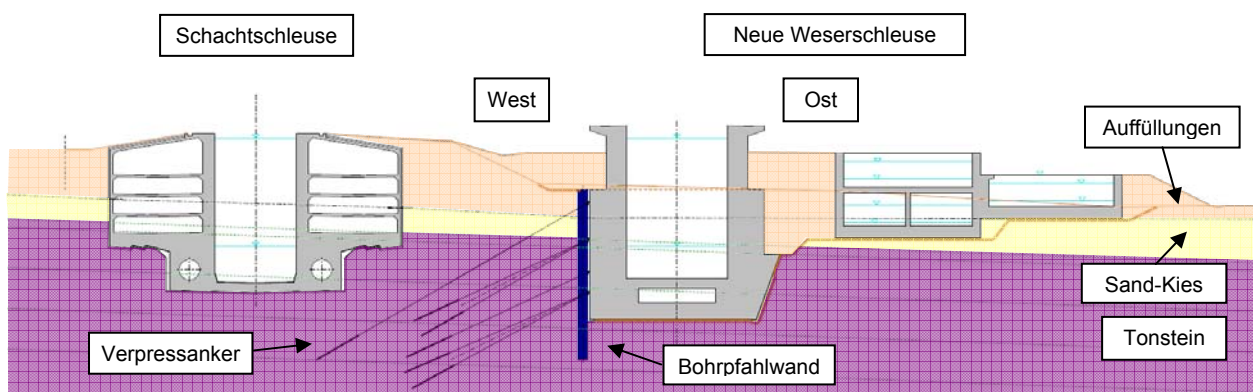 Schachtschleuse
Neue Weserschleuse
West
Ost
Auffüllungen
Sand-Kies
Tonstein
Verpressanker
Bohrpfahlwand